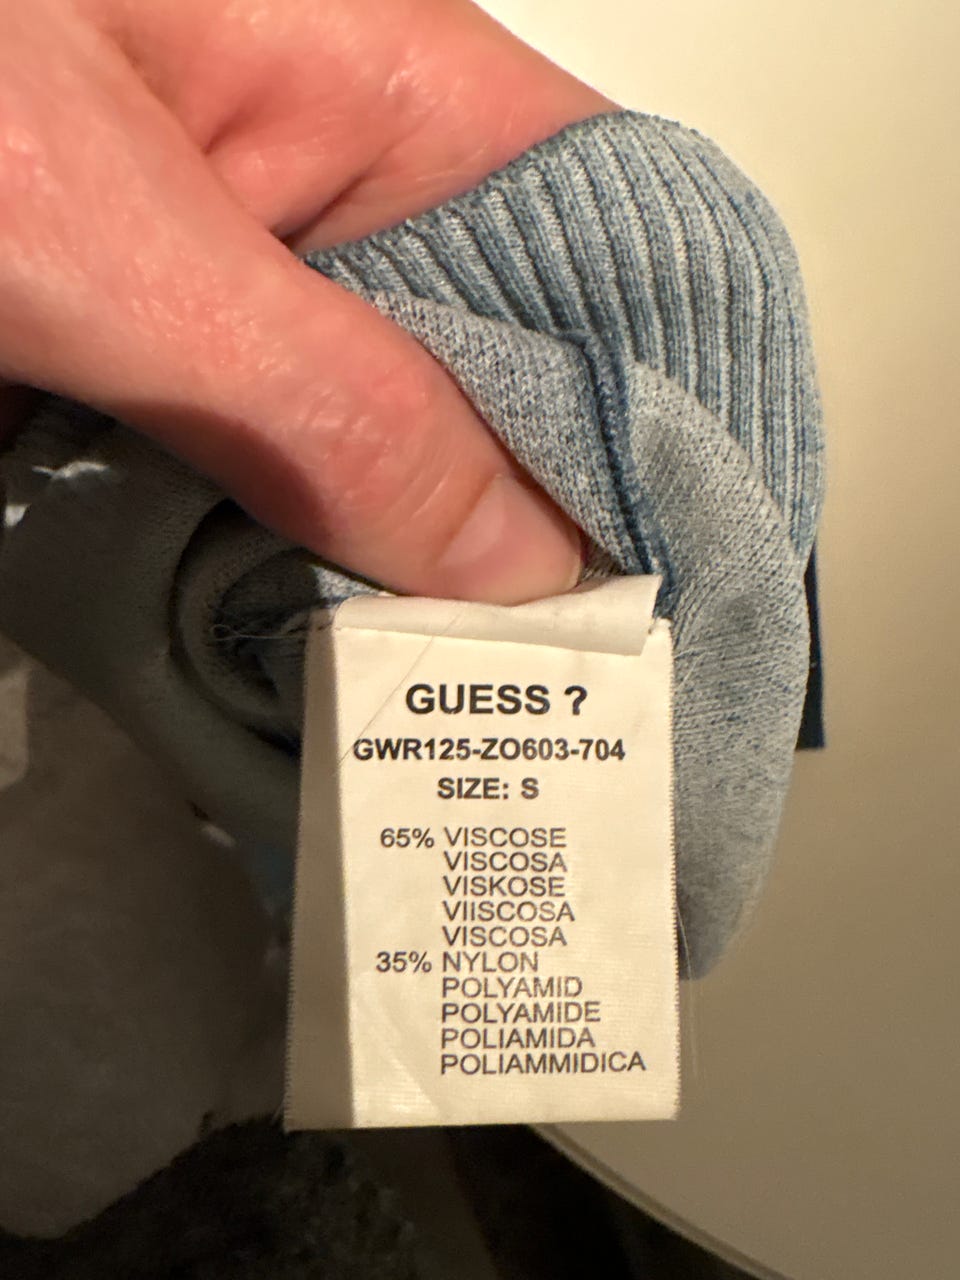 GUESS ?
GWR125-ZO603-704
SIZE: S
65% VISCOSE
VISCOSA
VISKOSE
VIISCOSA
VISCOSA
35% NYLON
POLYAMID
POLYAMIDE
POLIAMIDA
POLIAMMIDICA